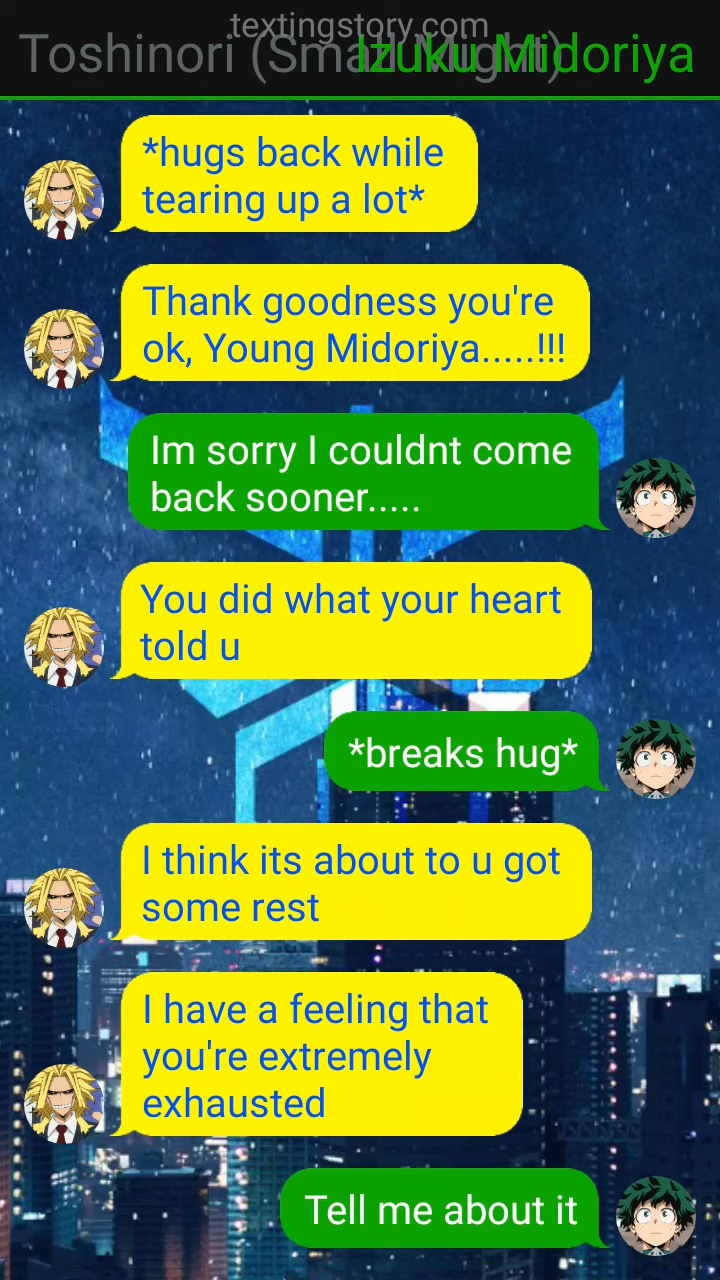 textingstory.com
Toshinori (Small Might)
Izuku Midoriya
*hugs back while
tearing up a lot*
Thank goodness you're
ok, Young Midoriya.....!!!
Im sorry I couldnt come
back sooner.....
You did what your heart
told u
*breaks hug*
I think its about to u got
some rest
I have a feeling that
you're extremely
exhausted
Tell me about it